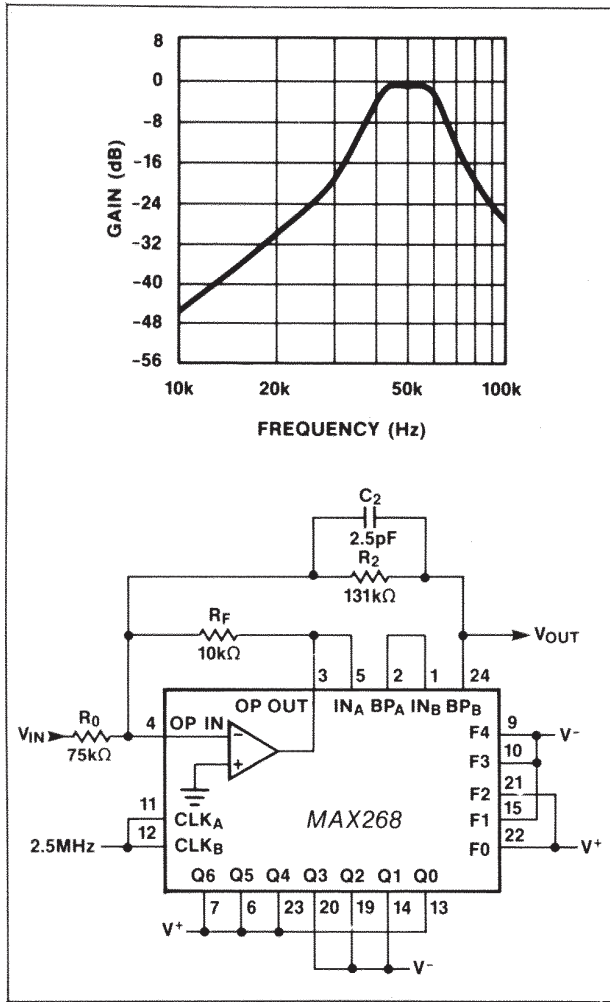 8
0
-8
-16
-24
-32
-40
-48
-56
GAIN (dB)
10k 20k 50k 100k
FREQUENCY (Hz)
C2
2.5pF
R2
131kΩ
RF
10kΩ
VOUT
3 5 2 1 24
OP OUT INA BPA INB BPB
VIN R0 4 OP IN
75kΩ
−
+
F4 9 V-
F3 10
F2 21
F1 15
F0 22 V+
MAX268
11 CLKA
12 CLKB
2.5MHz
Q6 Q5 Q4 Q3 Q2 Q1 Q0
7 6 23 20 19 14 13
V+
V-